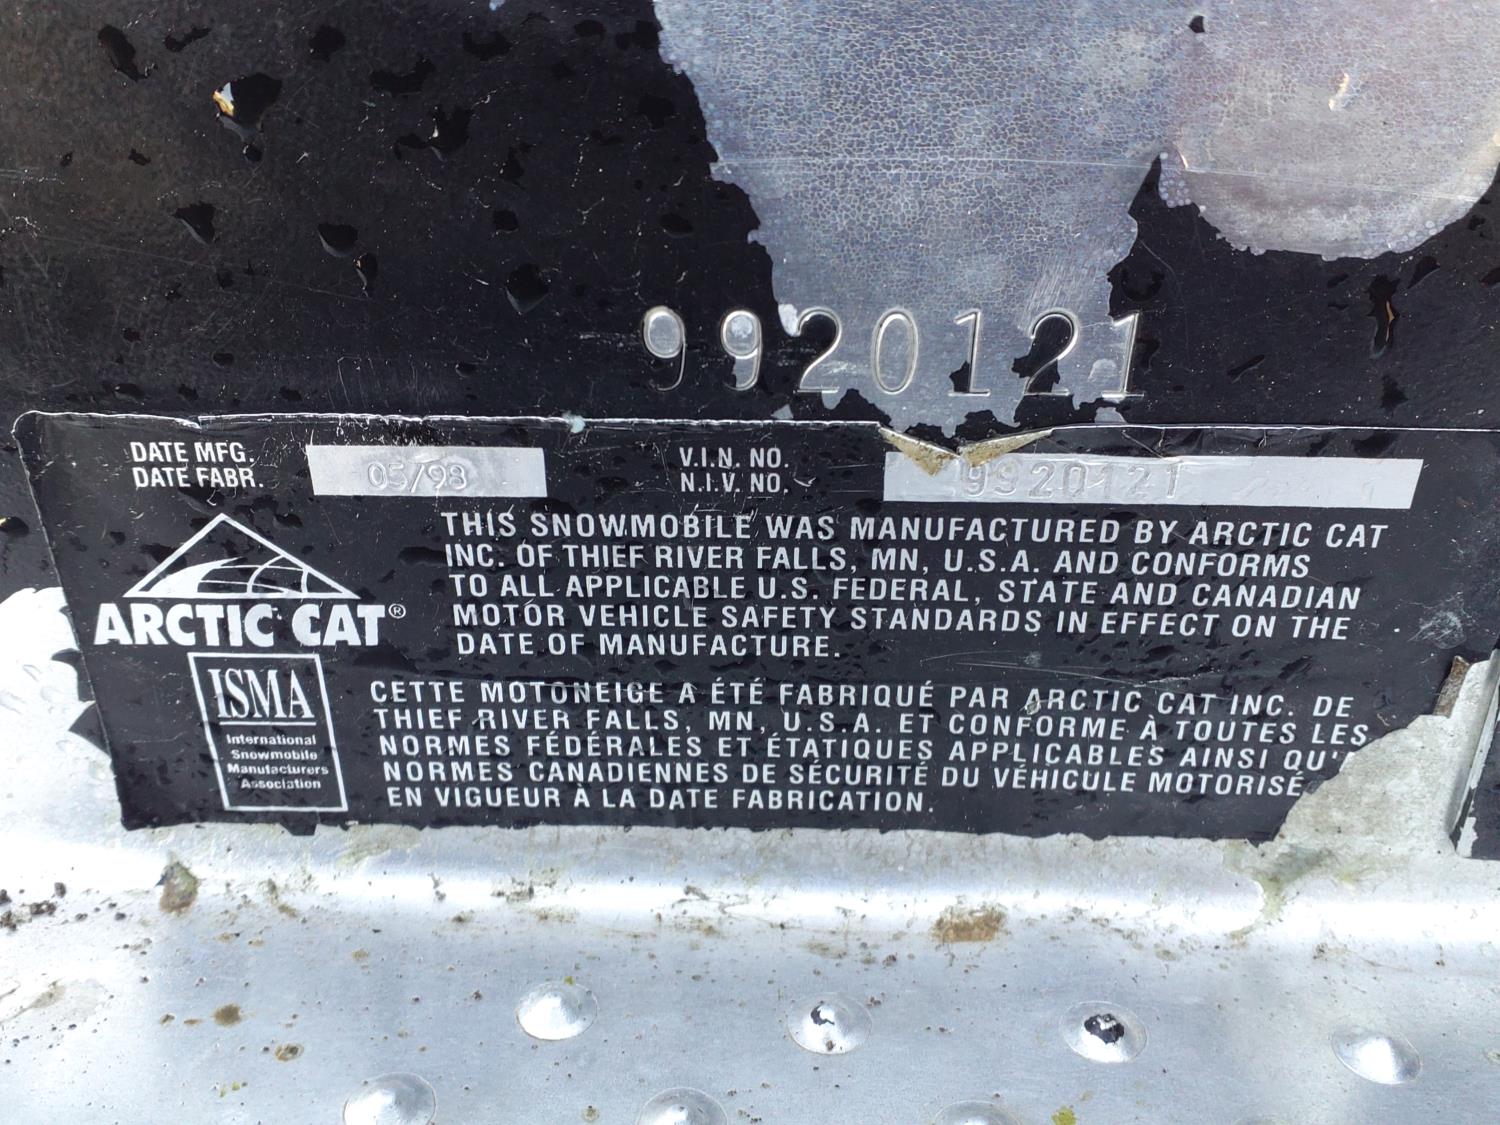 9920121
DATE MFG.
DATE FABR.
05/98
V.I.N. NO.
N.I.V. NO.
9920121
THIS SNOWMOBILE WAS MANUFACTURED BY ARCTIC CAT
INC. OF THIEF RIVER FALLS, MN, U.S.A. AND CONFORMS
TO ALL APPLICABLE U.S. FEDERAL, STATE AND CANADIAN
MOTOR VEHICLE SAFETY STANDARDS IN EFFECT ON THE
DATE OF MANUFACTURE.
ARCTIC CAT®
ISMA
International
Snowmobile
Manufacturers
Association
CETTE MOTONEIGE A ÉTÉ FABRIQUÉ PAR ARCTIC CAT INC. DE
THIEF RIVER FALLS, MN, U.S.A. ET CONFORME À TOUTES LES
NORMES FÉDÉRALES ET ÉTATIQUES APPLICABLES AINSI QU'
NORMES CANADIENNES DE SÉCURITÉ DU VÉHICULE MOTORISÉ
EN VIGUEUR À LA DATE FABRICATION.